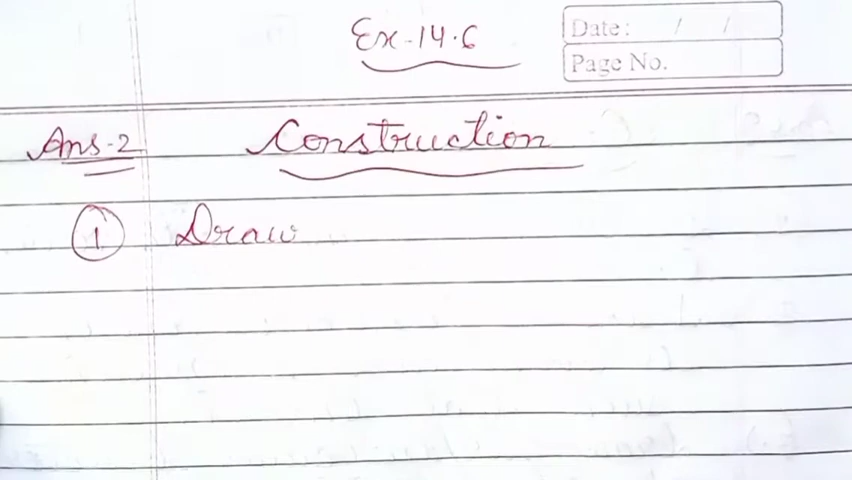 Ex-14.6
Date: / /
Page No.
Ans-2 Construction
1 Draw